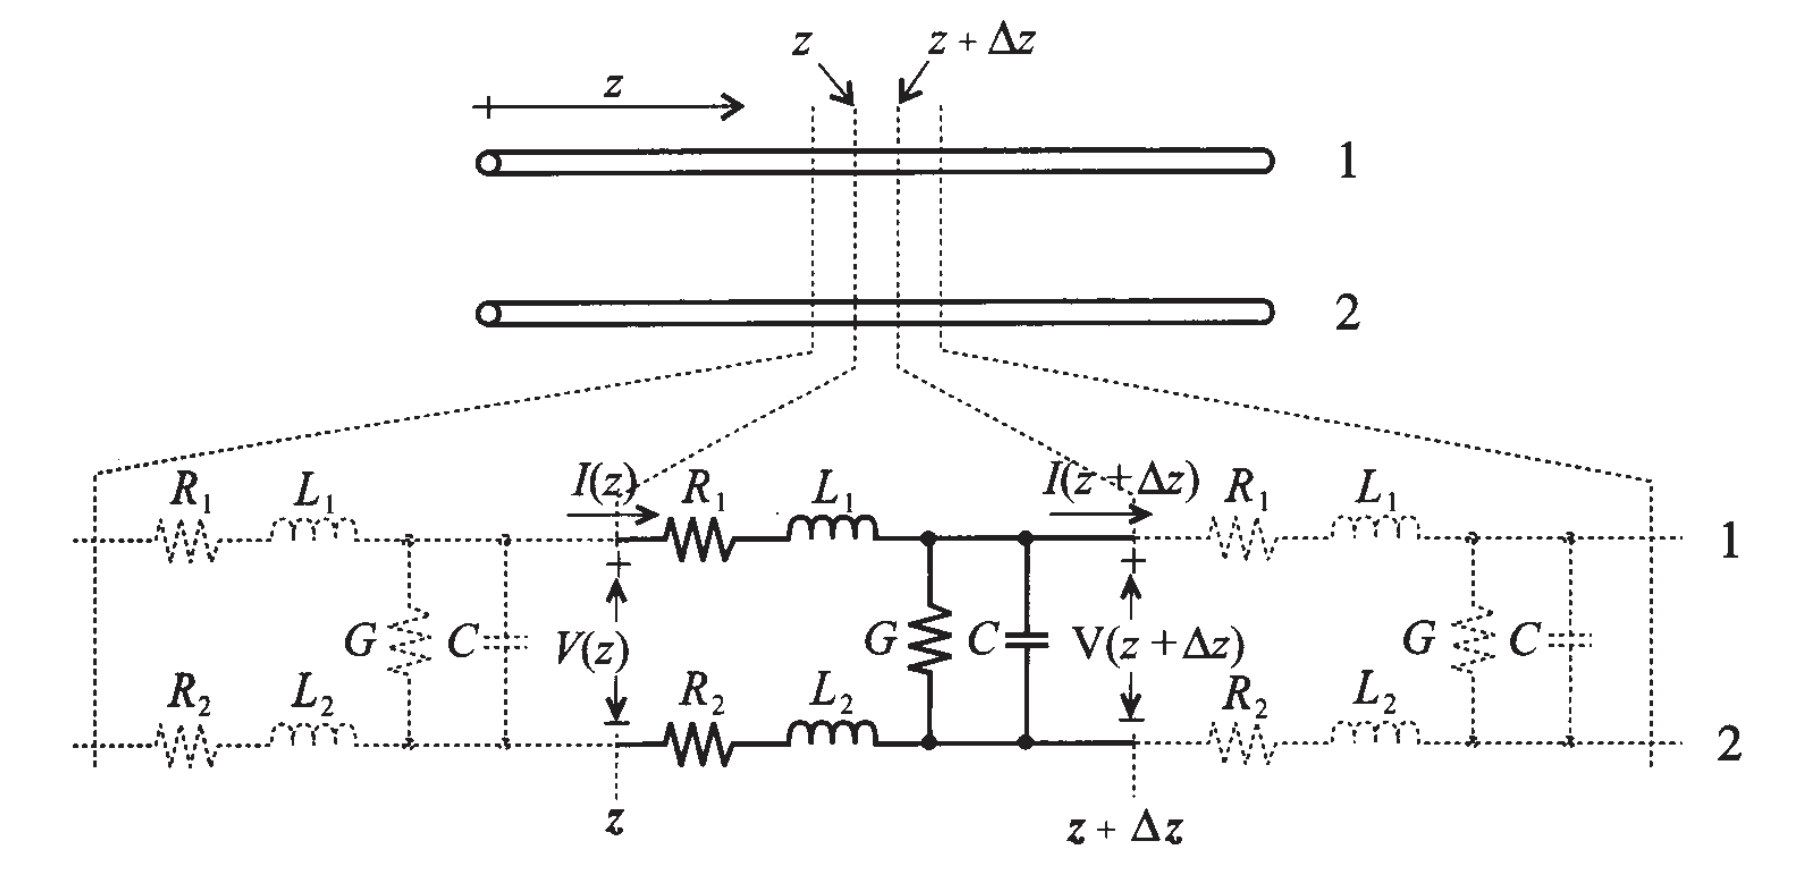 z z + Δz
z
1
2
I(z) I(z + Δz)
R₁ L₁ R₁ L₁ R₁ L₁
1
+ +
G C V(z) G C V(z + Δz) G C
R₂ L₂ R₂ L₂ R₂ L₂
− −
2
z z + Δz